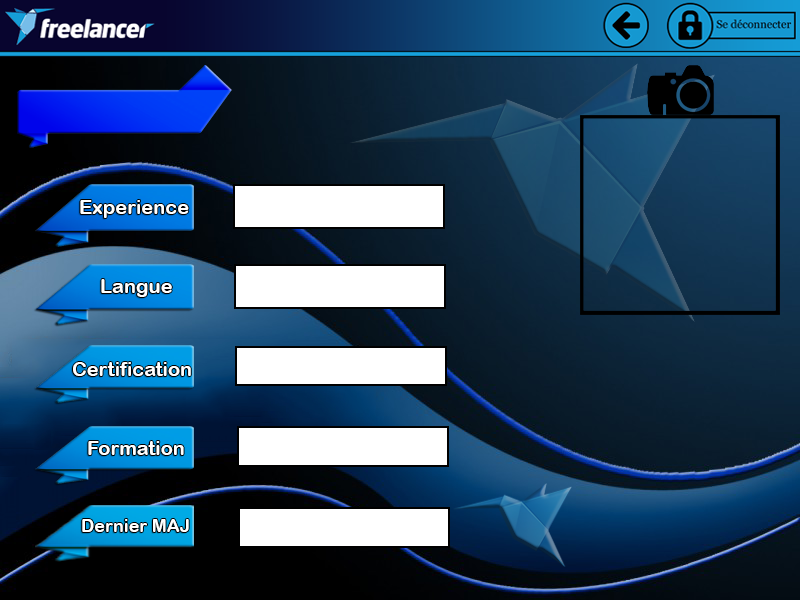 freelancer
Se déconnecter
Experience
Langue
Certification
Formation
Dernier MAJ